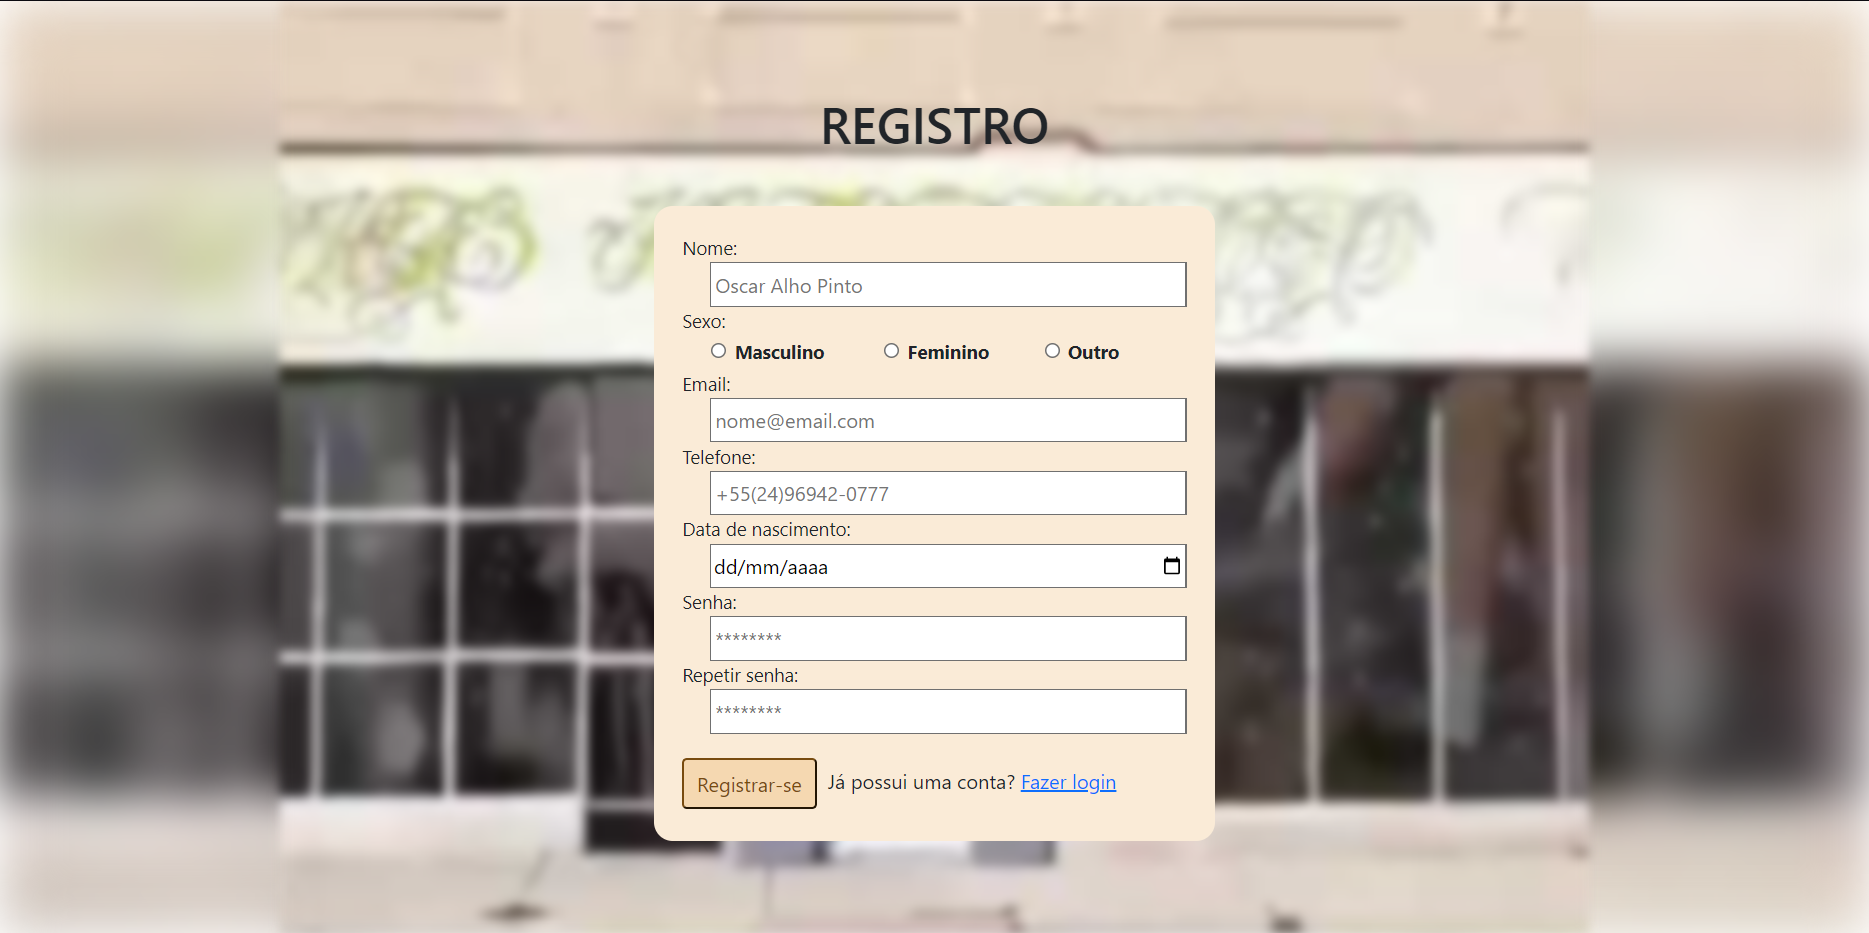 REGISTRO
Nome:
Oscar Alho Pinto
Sexo:
Masculino Feminino Outro
Email:
nome@email.com
Telefone:
+55(24)96942-0777
Data de nascimento:
dd/mm/aaaa
Senha:
********
Repetir senha:
********
Registrar-se Já possui uma conta? Fazer login